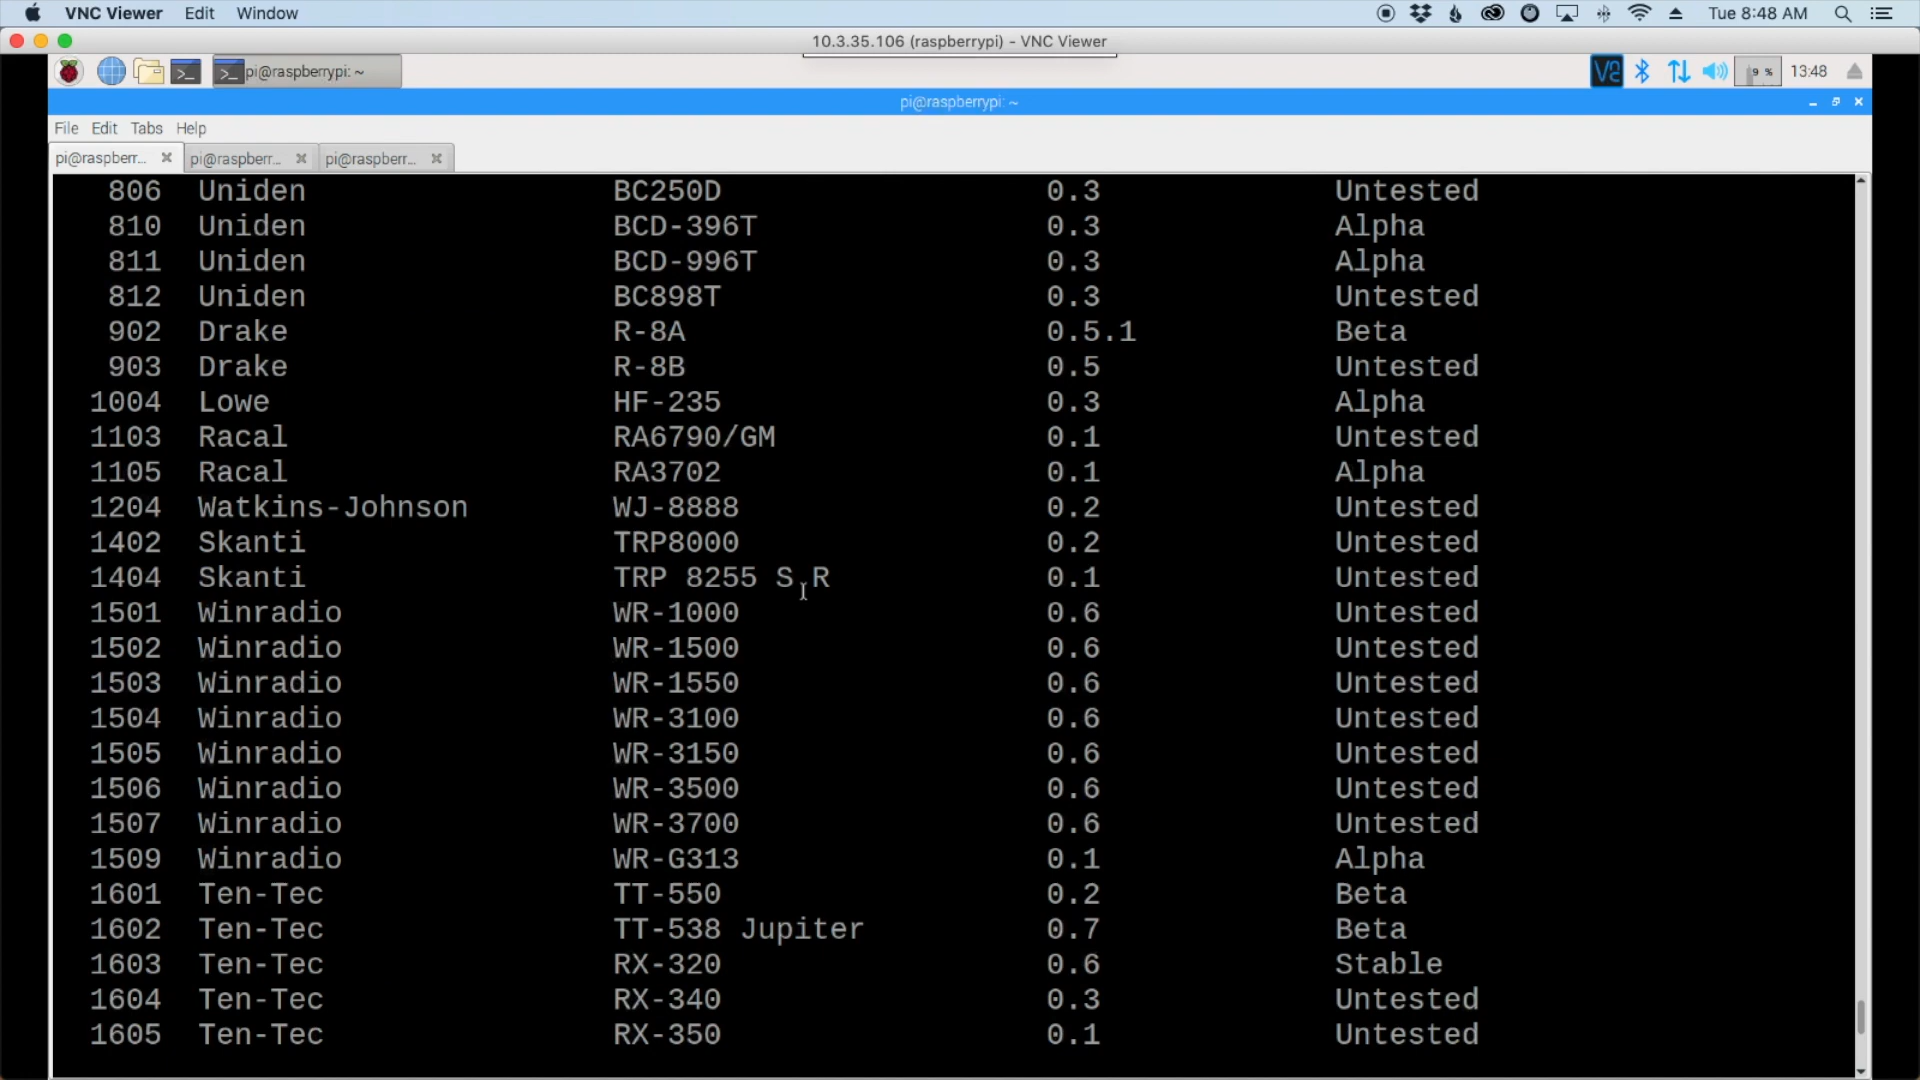 VNC Viewer Edit Window Tue 8:48 AM
10.3.35.106 (raspberrypi) - VNC Viewer
pi@raspberrypi: ~ 9 % 13:48
pi@raspberrypi: ~
File Edit Tabs Help
pi@raspberr... pi@raspberr... pi@raspberr...
806 Uniden BC250D 0.3 Untested
810 Uniden BCD-396T 0.3 Alpha
811 Uniden BCD-996T 0.3 Alpha
812 Uniden BC898T 0.3 Untested
902 Drake R-8A 0.5.1 Beta
903 Drake R-8B 0.5 Untested
1004 Lowe HF-235 0.3 Alpha
1103 Racal RA6790/GM 0.1 Untested
1105 Racal RA3702 0.1 Alpha
1204 Watkins-Johnson WJ-8888 0.2 Untested
1402 Skanti TRP8000 0.2 Untested
1404 Skanti TRP 8255 S R 0.1 Untested
1501 Winradio WR-1000 0.6 Untested
1502 Winradio WR-1500 0.6 Untested
1503 Winradio WR-1550 0.6 Untested
1504 Winradio WR-3100 0.6 Untested
1505 Winradio WR-3150 0.6 Untested
1506 Winradio WR-3500 0.6 Untested
1507 Winradio WR-3700 0.6 Untested
1509 Winradio WR-G313 0.1 Alpha
1601 Ten-Tec TT-550 0.2 Beta
1602 Ten-Tec TT-538 Jupiter 0.7 Beta
1603 Ten-Tec RX-320 0.6 Stable
1604 Ten-Tec RX-340 0.3 Untested
1605 Ten-Tec RX-350 0.1 Untested